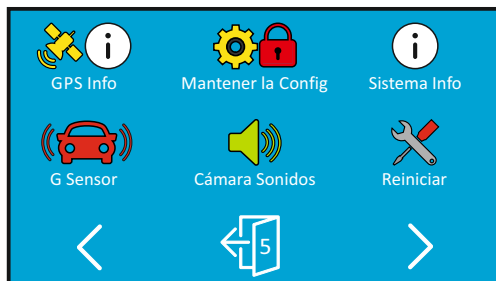 GPS Info
Mantener la Config
Sistema Info
G Sensor
Cámara Sonidos
Reiniciar
5